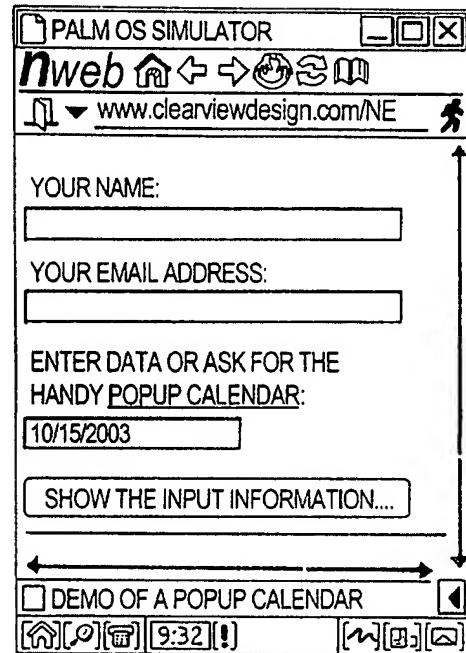 PALM OS SIMULATOR
nweb
www.clearviewdesign.com/NE
YOUR NAME:
YOUR EMAIL ADDRESS:
ENTER DATA OR ASK FOR THE
HANDY POPUP CALENDAR:
10/15/2003
SHOW THE INPUT INFORMATION....
DEMO OF A POPUP CALENDAR
9:32 !